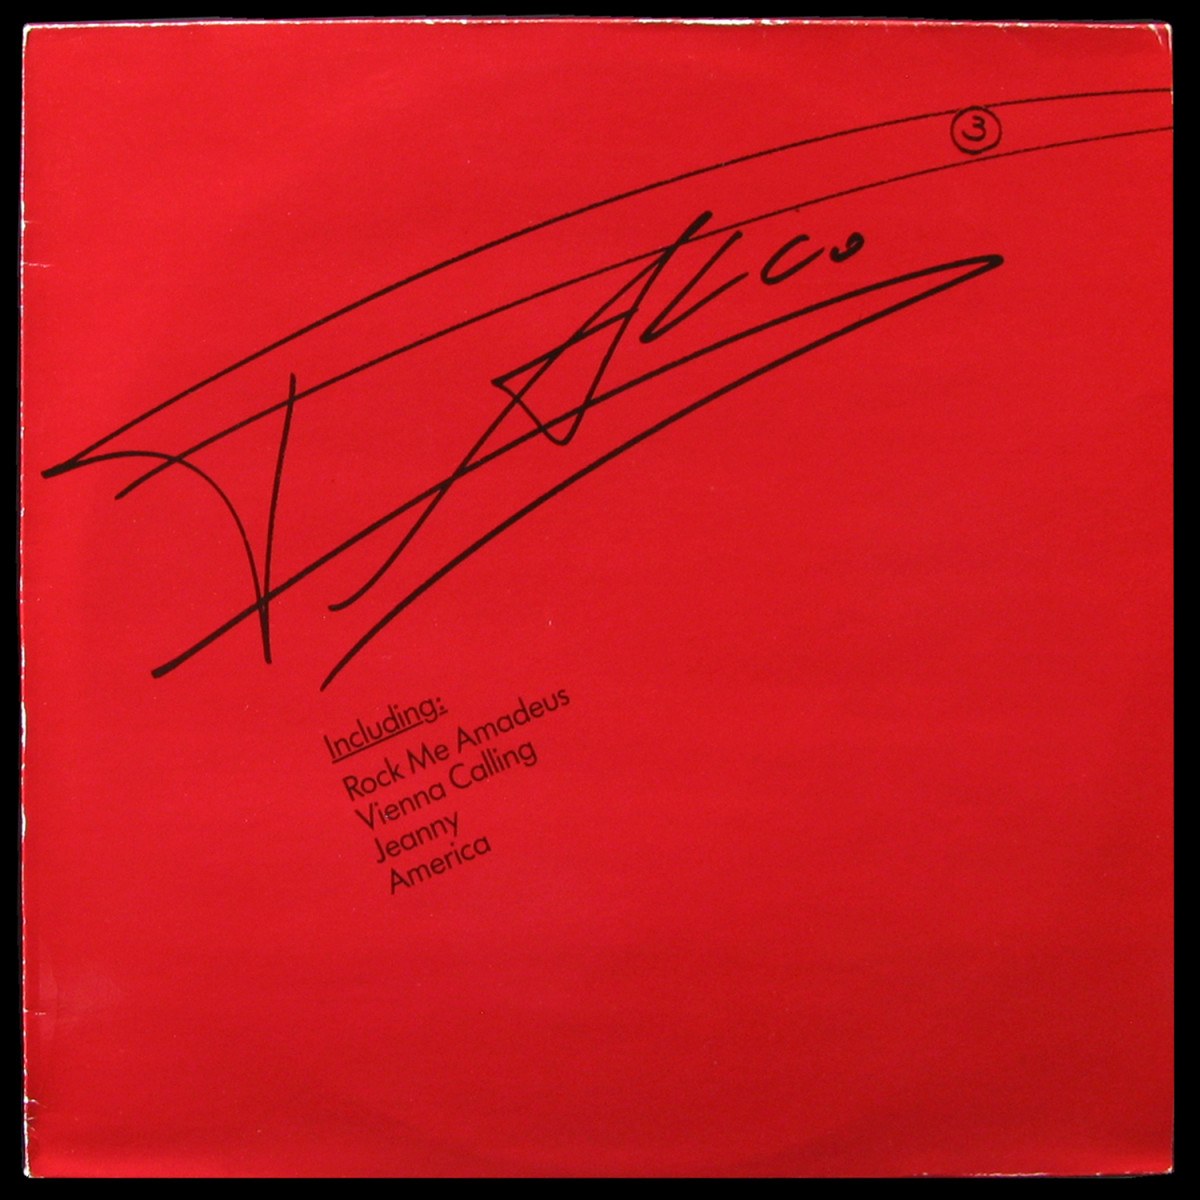 3
FALCO
Including:
Rock Me Amadeus
Vienna Calling
Jeanny
America